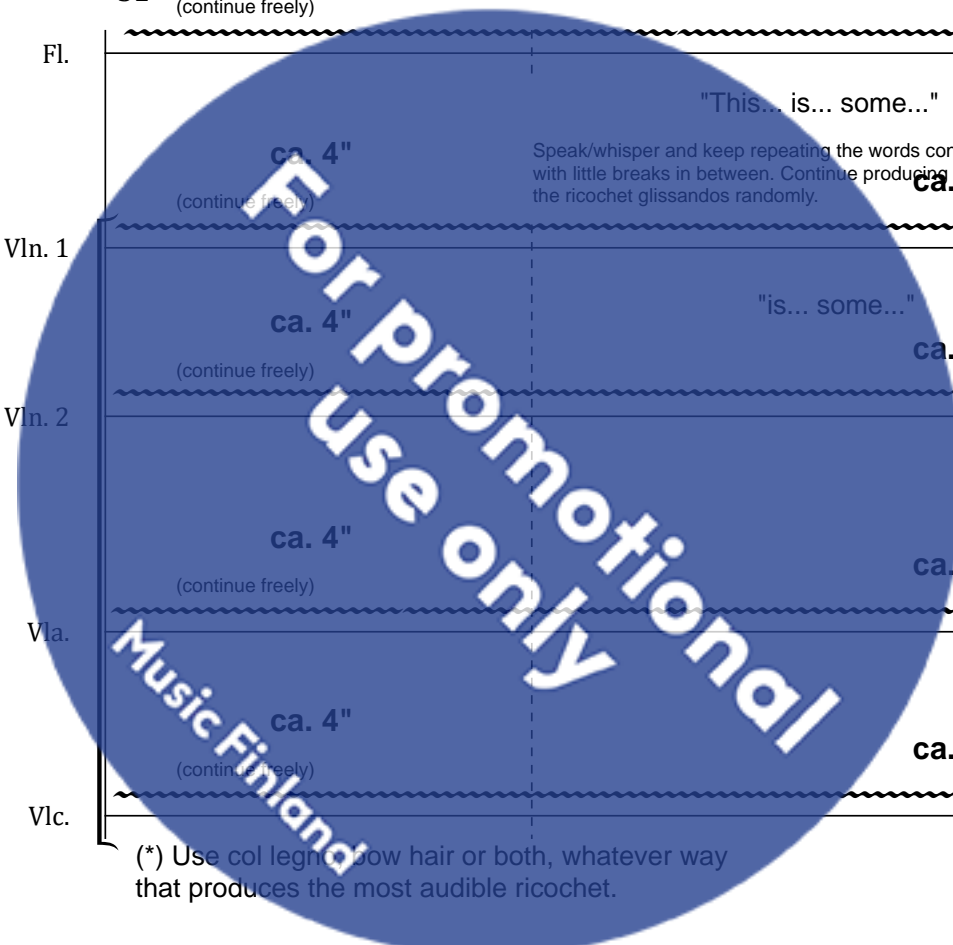 (continue freely)
Fl.
"This... is... some..."
ca. 4"
Speak/whisper and keep repeating the words
with little breaks in between. Continue producing
the ricochet glissandos randomly.
ca.
(continue freely)
Vln. 1
"is... some..."
ca. 4"
ca.
(continue freely)
Vln. 2
ca. 4"
ca.
(continue freely)
Vla.
ca. 4"
ca.
(continue freely)
Vlc.
(*) Use col legno, bow hair or both, whatever way
that produces the most audible ricochet.
For promotional
use only
Music Finland